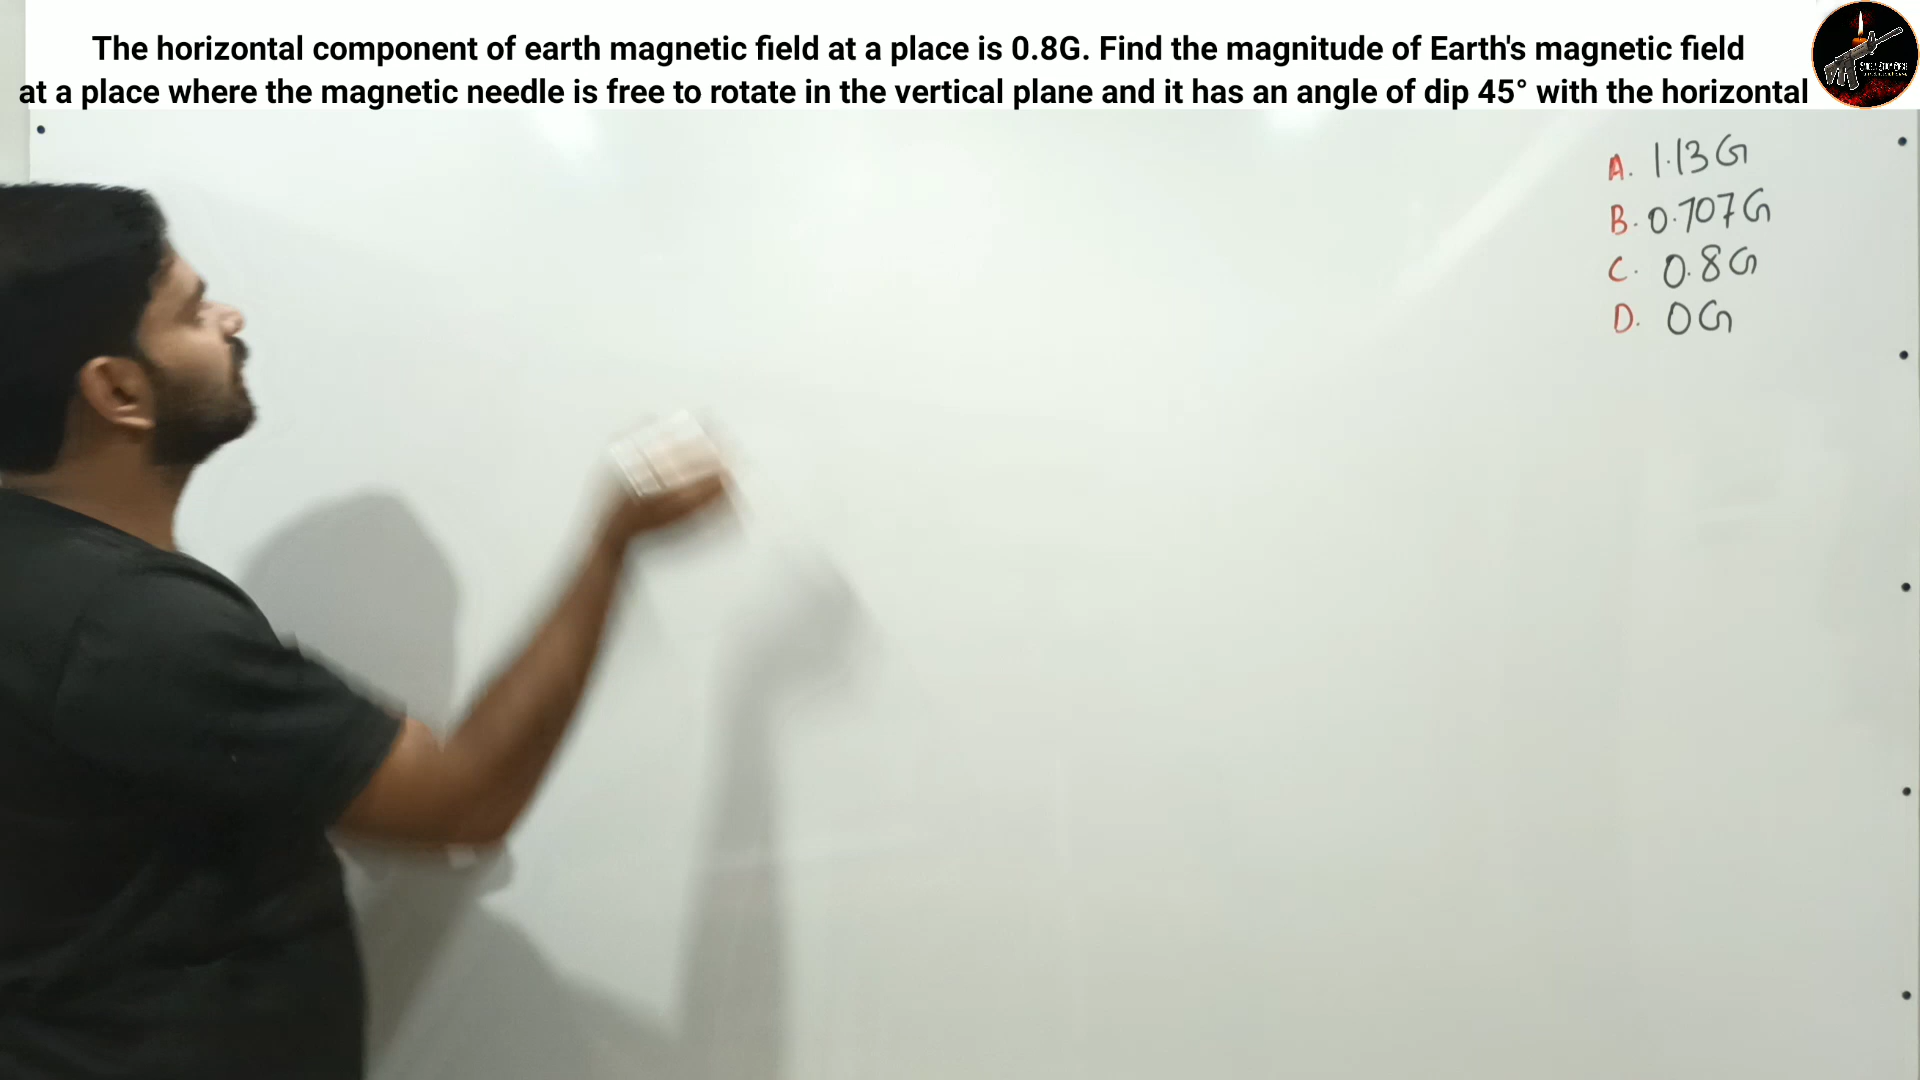 The horizontal component of earth magnetic field at a place is 0.8G. Find the magnitude of Earth's magnetic field
at a place where the magnetic needle is free to rotate in the vertical plane and it has an angle of dip 45° with the horizontal
A. 1.13G
B. 0.707G
C. 0.8G
D. 0G